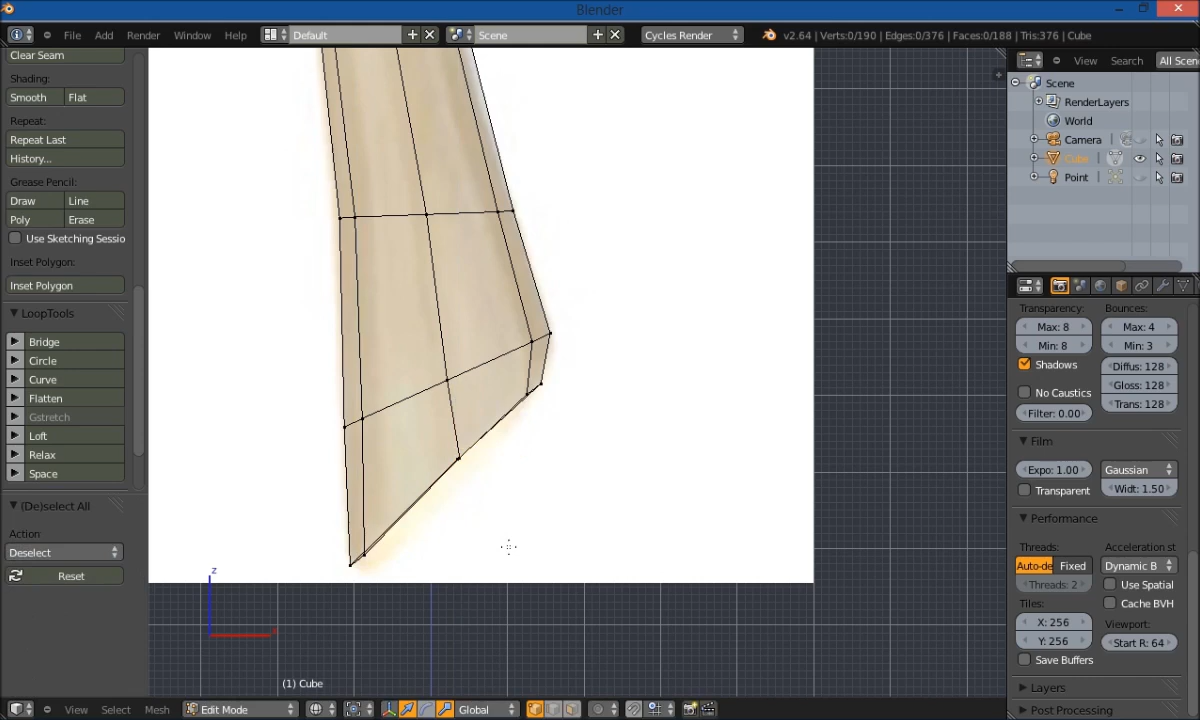 Blender
File Add Render Window Help Default Scene Cycles Render v2.64 | Verts:0/190 | Edges:0/376 | Faces:0/188 | Tris:376 | Cube
Clear Seam
Shading:
Smooth Flat
Repeat:
Repeat Last
History...
Grease Pencil:
Draw Line
Poly Erase
Use Sketching Sessio
Inset Polygon:
Inset Polygon
LoopTools
Bridge
Circle
Curve
Flatten
Gstretch
Loft
Relax
Space
(De)select All
Action:
Deselect
Reset
z
x
(1) Cube
View Select Mesh Edit Mode Global
View Search All Scen
Scene
RenderLayers
World
Camera
Cube
Point
Transparency: Bounces:
Max: 8 Max: 4
Min: 8 Min: 3
Shadows Diffus: 128
No Caustics Gloss: 128
Filter: 0.00 Trans: 128
Film
Expo: 1.00 Gaussian
Transparent Widt: 1.50
Performance
Threads: Acceleration st
Auto-de Fixed Dynamic B
Threads: 2 Use Spatial
Tiles: Cache BVH
X: 256 Viewport:
Y: 256 Start R: 64
Save Buffers
Layers
Post Processing